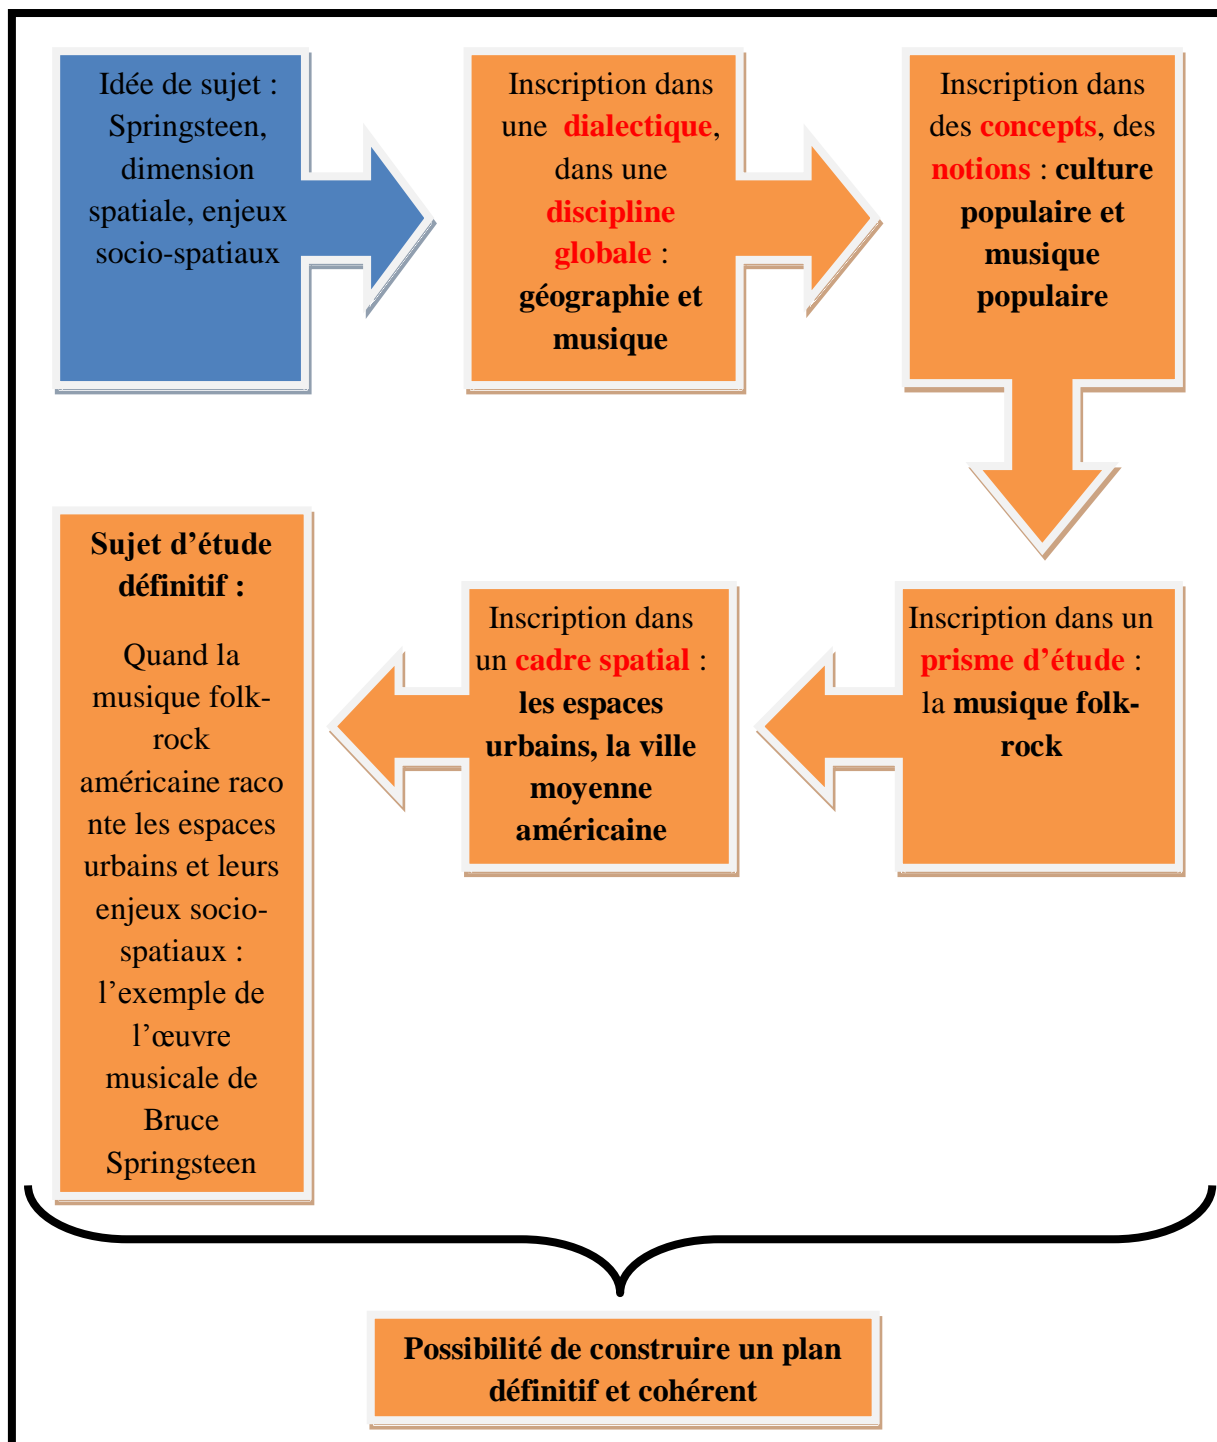 Idée de sujet :
Springsteen,
dimension
spatiale, enjeux
socio-spatiaux
Inscription dans
une dialectique,
dans une
discipline
globale :
géographie et
musique
Inscription dans
des concepts, des
notions : culture
populaire et
musique
populaire
Inscription dans un
prisme d’étude :
la musique folk-
rock
Inscription dans
un cadre spatial :
les espaces
urbains, la ville
moyenne
américaine
Sujet d’étude
définitif :
Quand la
musique folk-
rock
américaine raco
nte les espaces
urbains et leurs
enjeux socio-
spatiaux :
l’exemple de
l’œuvre
musicale de
Bruce
Springsteen
Possibilité de construire un plan
définitif et cohérent